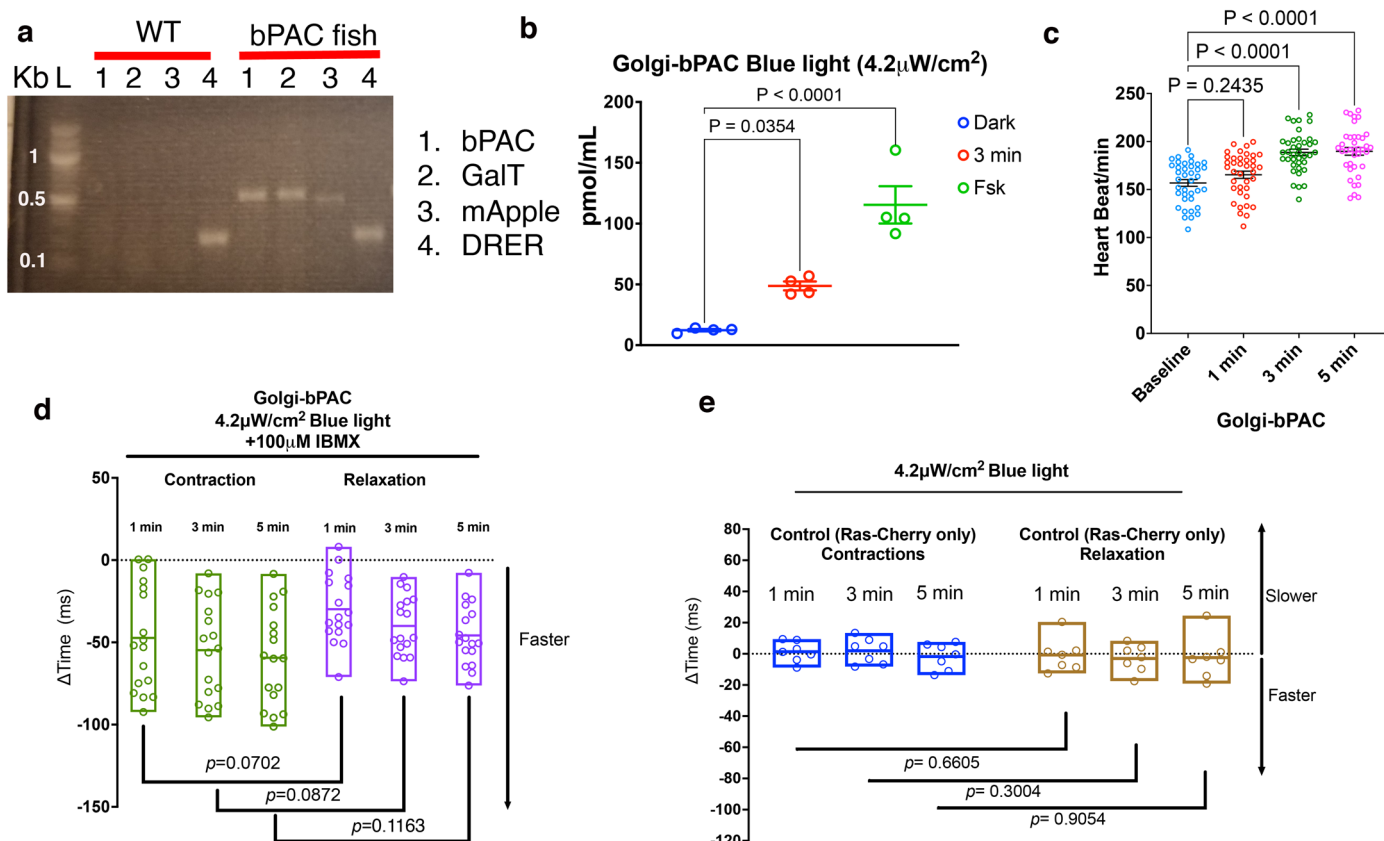 a
WT
bPAC fish
Kb L 1 2 3 4 1 2 3 4
1
0.5
0.1
1. bPAC
2. GalT
3. mApple
4. DRER
b
Golgi-bPAC Blue light (4.2µW/cm²)
P < 0.0001
P = 0.0354
200
150
100
50
0
pmol/mL
Dark
3 min
Fsk
c
P < 0.0001
P < 0.0001
P = 0.2435
250
200
150
100
50
0
Heart Beat/min
Baseline
1 min
3 min
5 min
Golgi-bPAC
d
Golgi-bPAC
4.2µW/cm² Blue light
+100µM IBMX
Contraction
Relaxation
1 min
3 min
5 min
1 min
3 min
5 min
50
0
-50
-100
-150
ΔTime (ms)
Faster
p=0.0702
p=0.0872
p=0.1163
e
4.2µW/cm² Blue light
Control (Ras-Cherry only)
Contractions
Control (Ras-Cherry only)
Relaxation
1 min
3 min
5 min
1 min
3 min
5 min
80
60
40
20
0
-20
-40
-60
-80
-100
-120
ΔTime (ms)
Slower
Faster
p= 0.6605
p= 0.3004
p= 0.9054